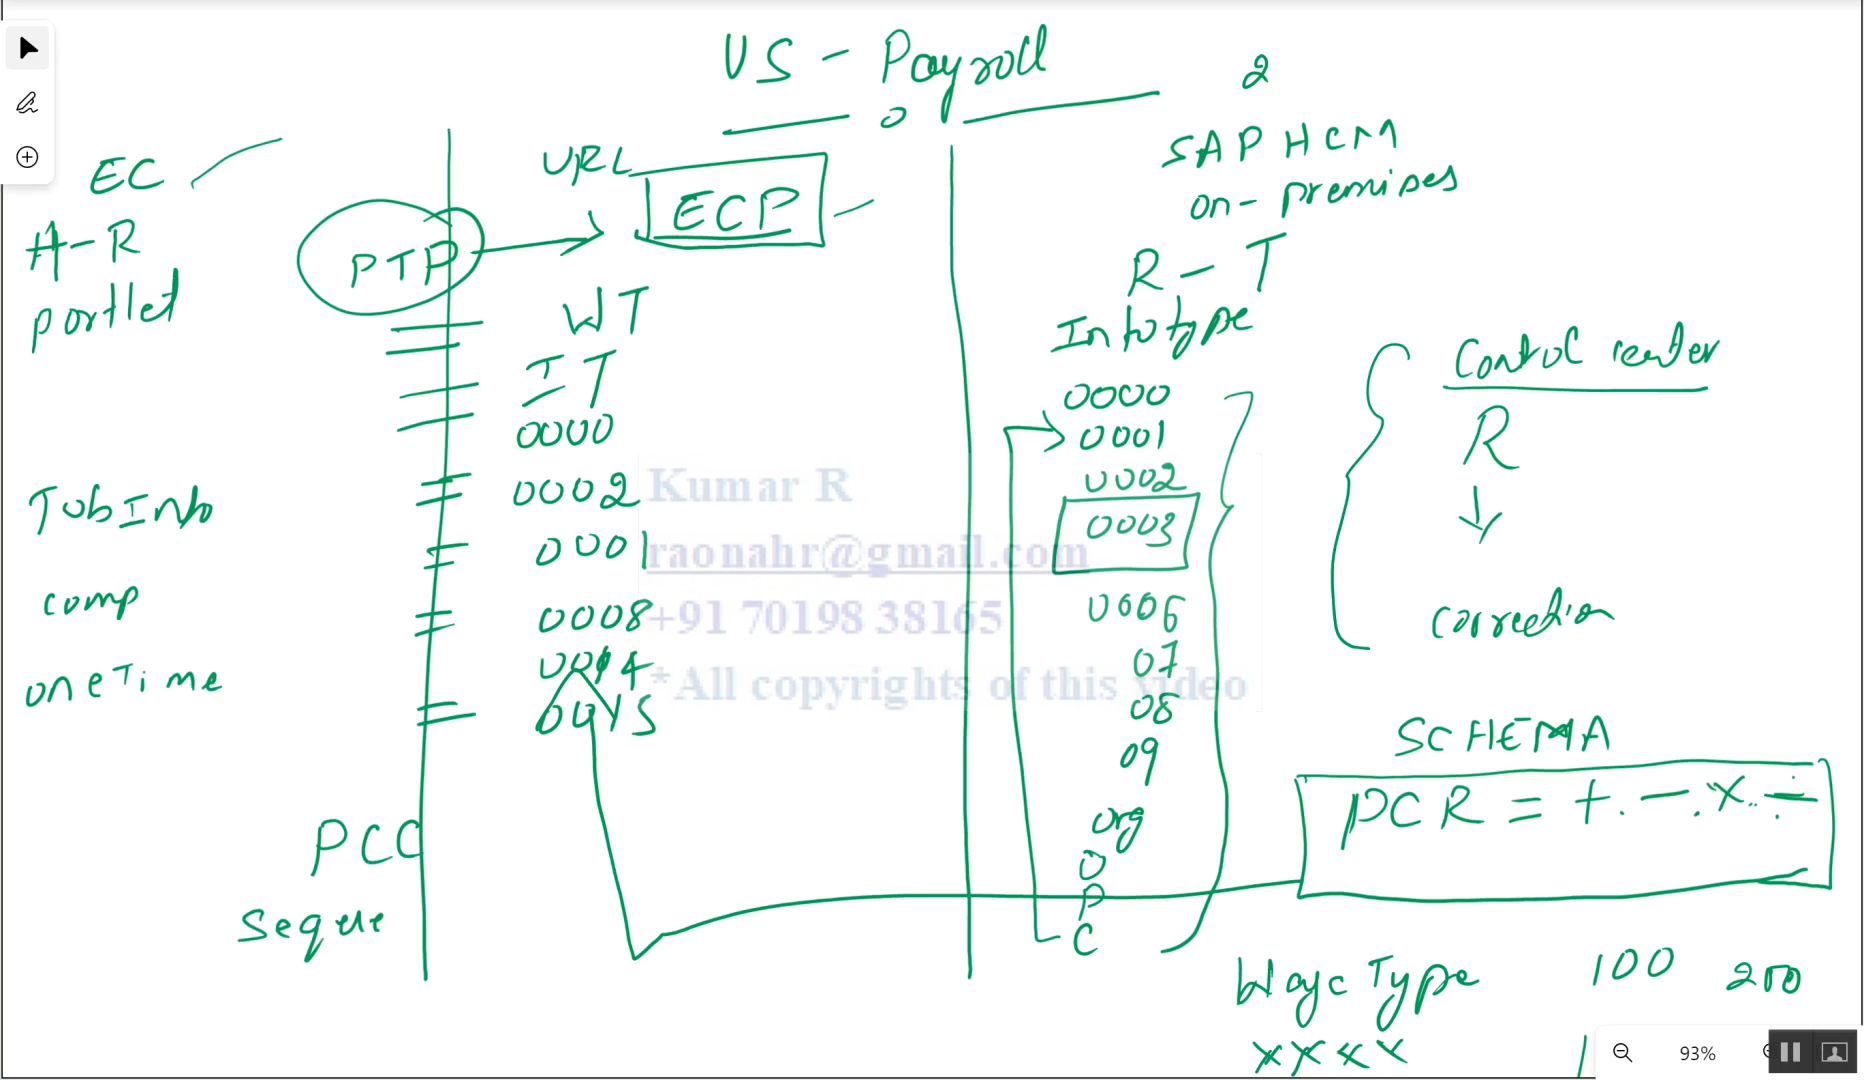 US - Payroll
2
EC
URL
ECP
SAP HCM
on-premises
H-R
PTP
R - T
portlet
WT
Infotype
Control center
IT
0000
0000
0001
R
0002
0002
Kumar R
JobInfo
0003
0001
raonahr@gmail.com
comp
0008
+91 70198 38165
0006
correction
0014
07
oneTime
*All copyrights of this video
0015
08
SCHEMA
09
PCR = + . - . x . ÷
PCC
org
O
P
C
Wage Type
100
200
xxxx
93%